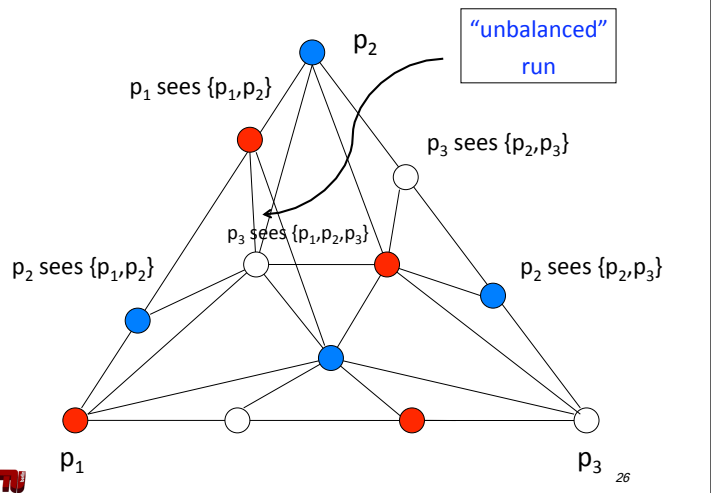 “unbalanced”
run
p₂
p₁ sees {p₁,p₂}
p₃ sees {p₂,p₃}
p₃ sees {p₁,p₂,p₃}
p₂ sees {p₁,p₂}
p₂ sees {p₂,p₃}
p₁
p₃
26